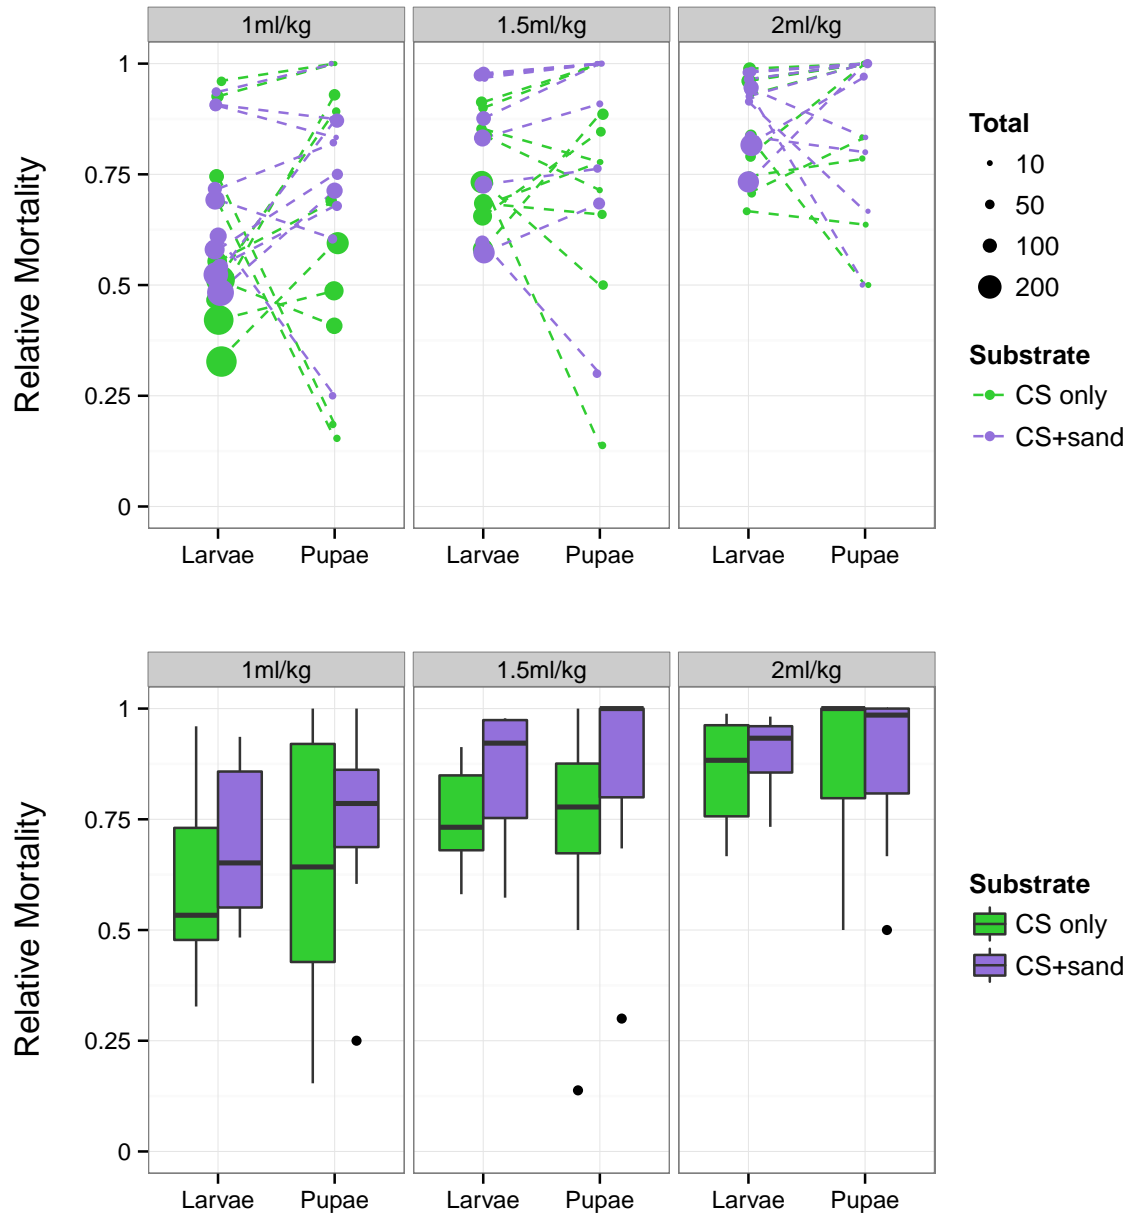 1ml/kg 1.5ml/kg 2ml/kg
Relative Mortality
1
0.75
0.5
0.25
0
Larvae Pupae Larvae Pupae Larvae Pupae
Total
10
50
100
200
Substrate
CS only
CS+sand
1ml/kg 1.5ml/kg 2ml/kg
Relative Mortality
1
0.75
0.5
0.25
0
Larvae Pupae Larvae Pupae Larvae Pupae
Substrate
CS only
CS+sand